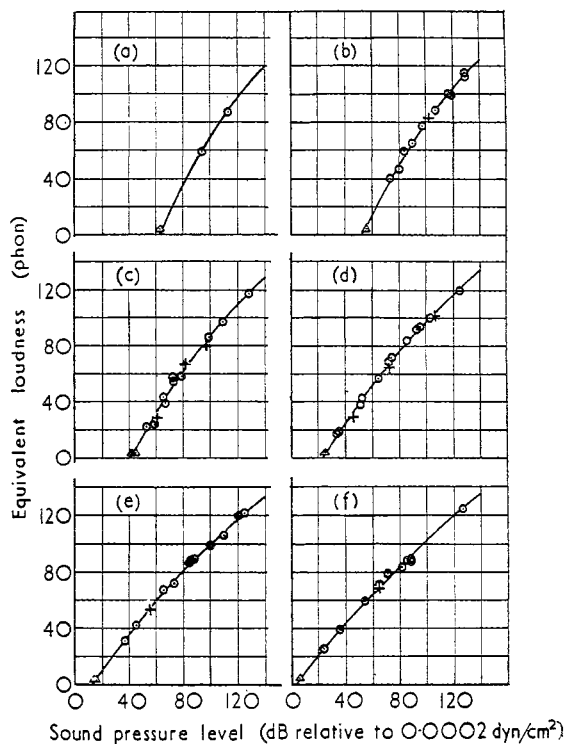 Equivalent loudness (phon)
(a)
120
80
40
0
(b)
(c)
120
80
40
0
(d)
(e)
120
80
40
0
(f)
0 40 80 120 0 40 80 120
Sound pressure level (dB relative to 0·0002 dyn/cm²)